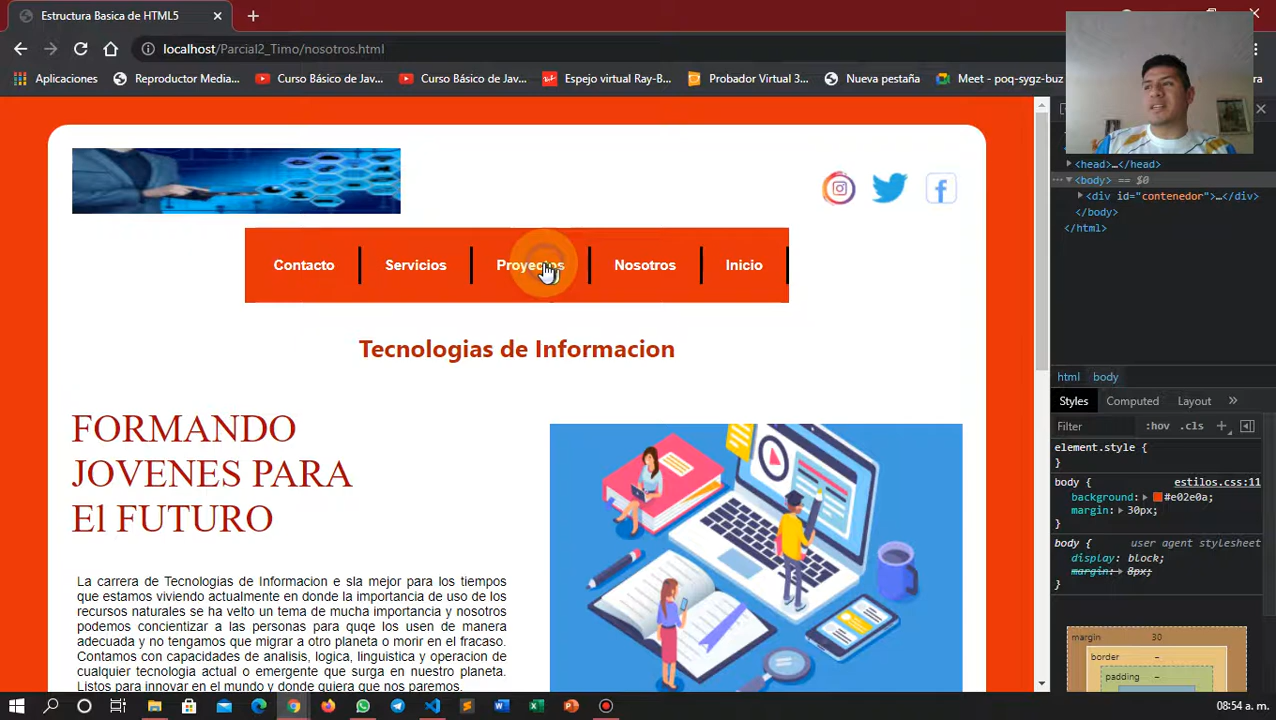 Estructura Basica de HTML5
localhost/Parcial2_Timo/nosotros.html
Aplicaciones
Reproductor Media...
Curso Básico de Jav...
Curso Básico de Jav...
Espejo virtual Ray-B...
Probador Virtual 3...
Nueva pestaña
Meet - poq-sygz-buz
Contacto
Servicios
Proyectos
Nosotros
Inicio
Tecnologias de Informacion
FORMANDO
JOVENES PARA
El FUTURO
La carrera de Tecnologias de Informacion e sla mejor para los tiempos
que estamos viviendo actualmente en donde la importancia de uso de los
recursos naturales se ha velto un tema de mucha importancia y nosotros
podemos concientizar a las personas para quqe los usen de manera
adecuada y no tengamos que migrar a otro planeta o morir en el fracaso.
Contamos con capacidades de analisis, logica, linguistica y operacion de
cualquier tecnologia actual o emergente que surga en nuestro planeta.
Listos para innovar en el mundo y donde quiera que nos paremos.
<head>…</head>
<body> == $0
<div id="contenedor">…</div>
</body>
</html>
html body
Styles Computed Layout »
Filter :hov .cls +
element.style {
}
body { estilos.css:11
background: #e02e0a;
margin: 30px;
}
body { user agent stylesheet
display: block;
margin: 8px;
}
margin 30
border –
padding –
08:54 a. m.